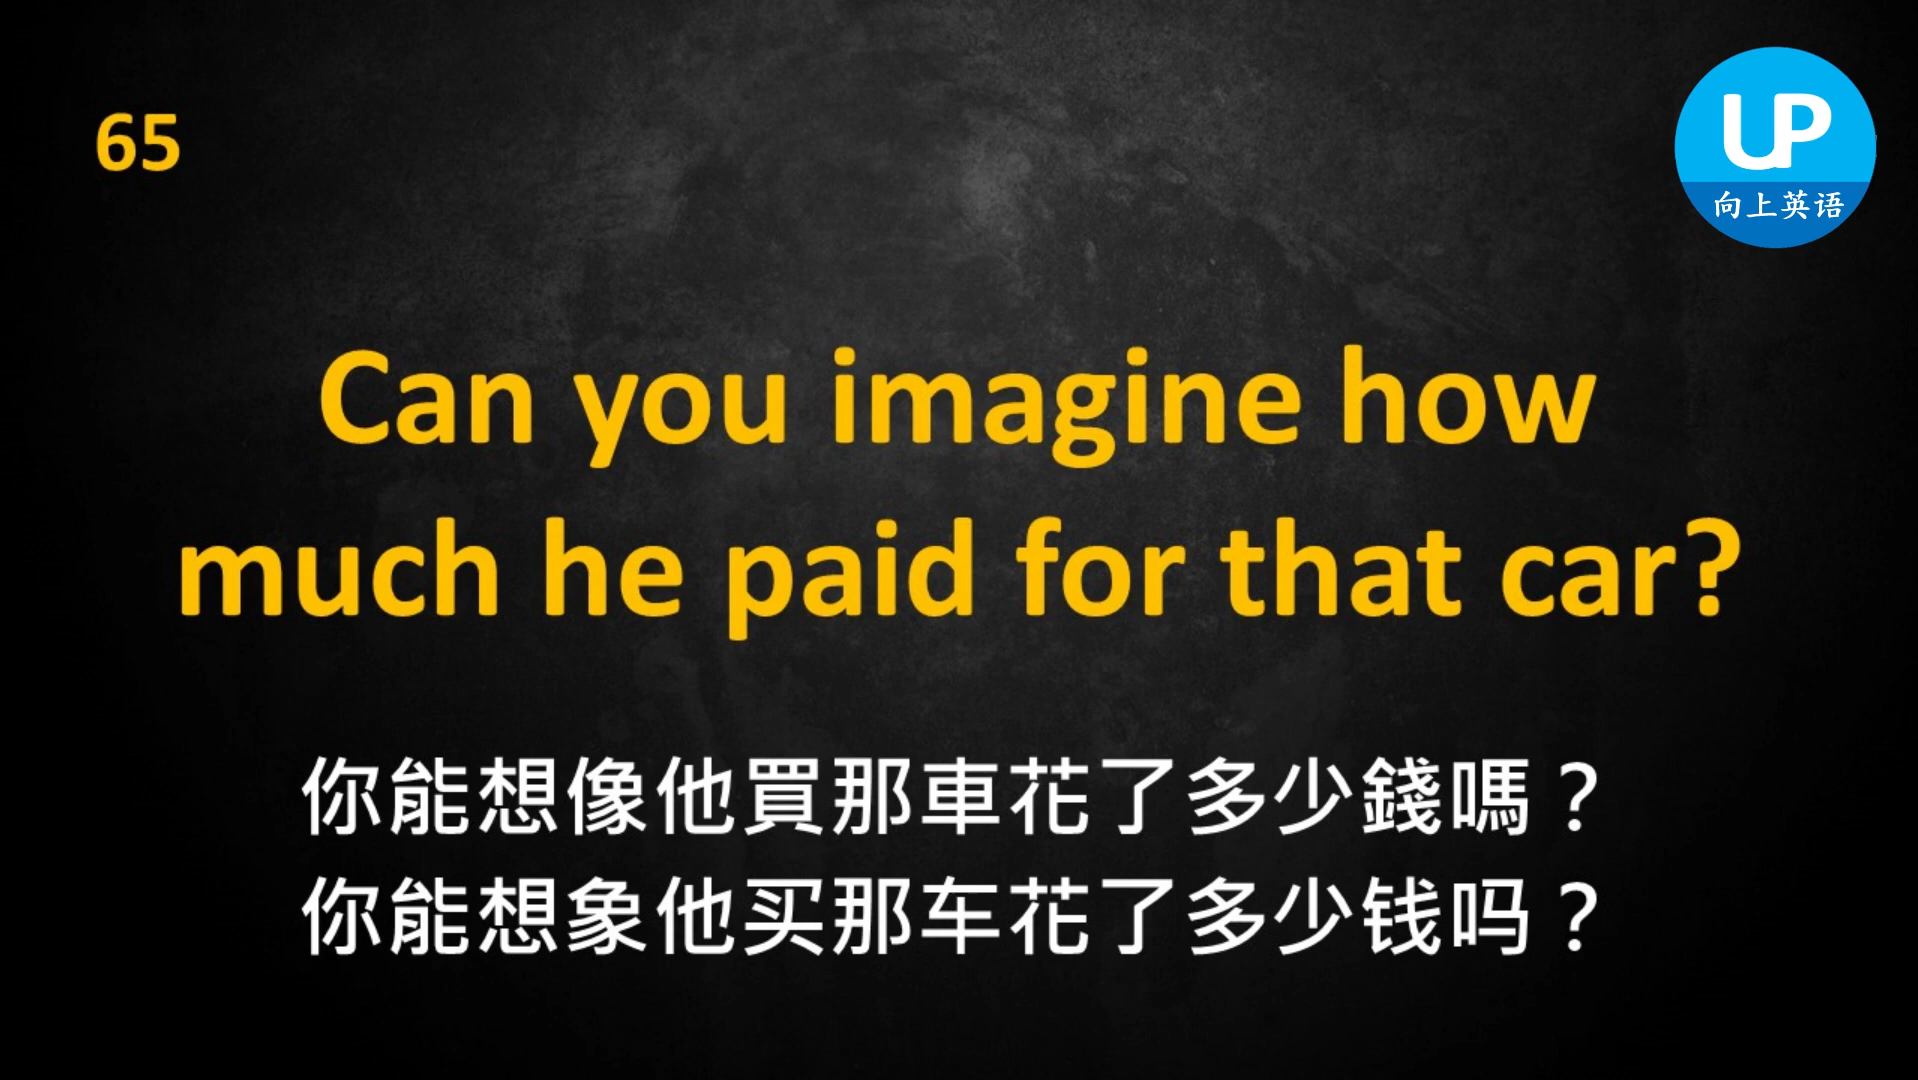 65
UP
向上英语
Can you imagine how
much he paid for that car?
你能想像他買那車花了多少錢嗎？
你能想象他买那车花了多少钱吗？